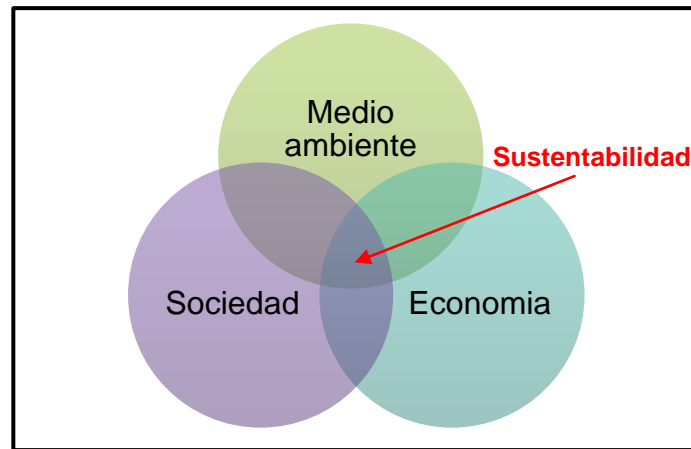 Medio
ambiente
Sustentabilidad
Sociedad
Economia